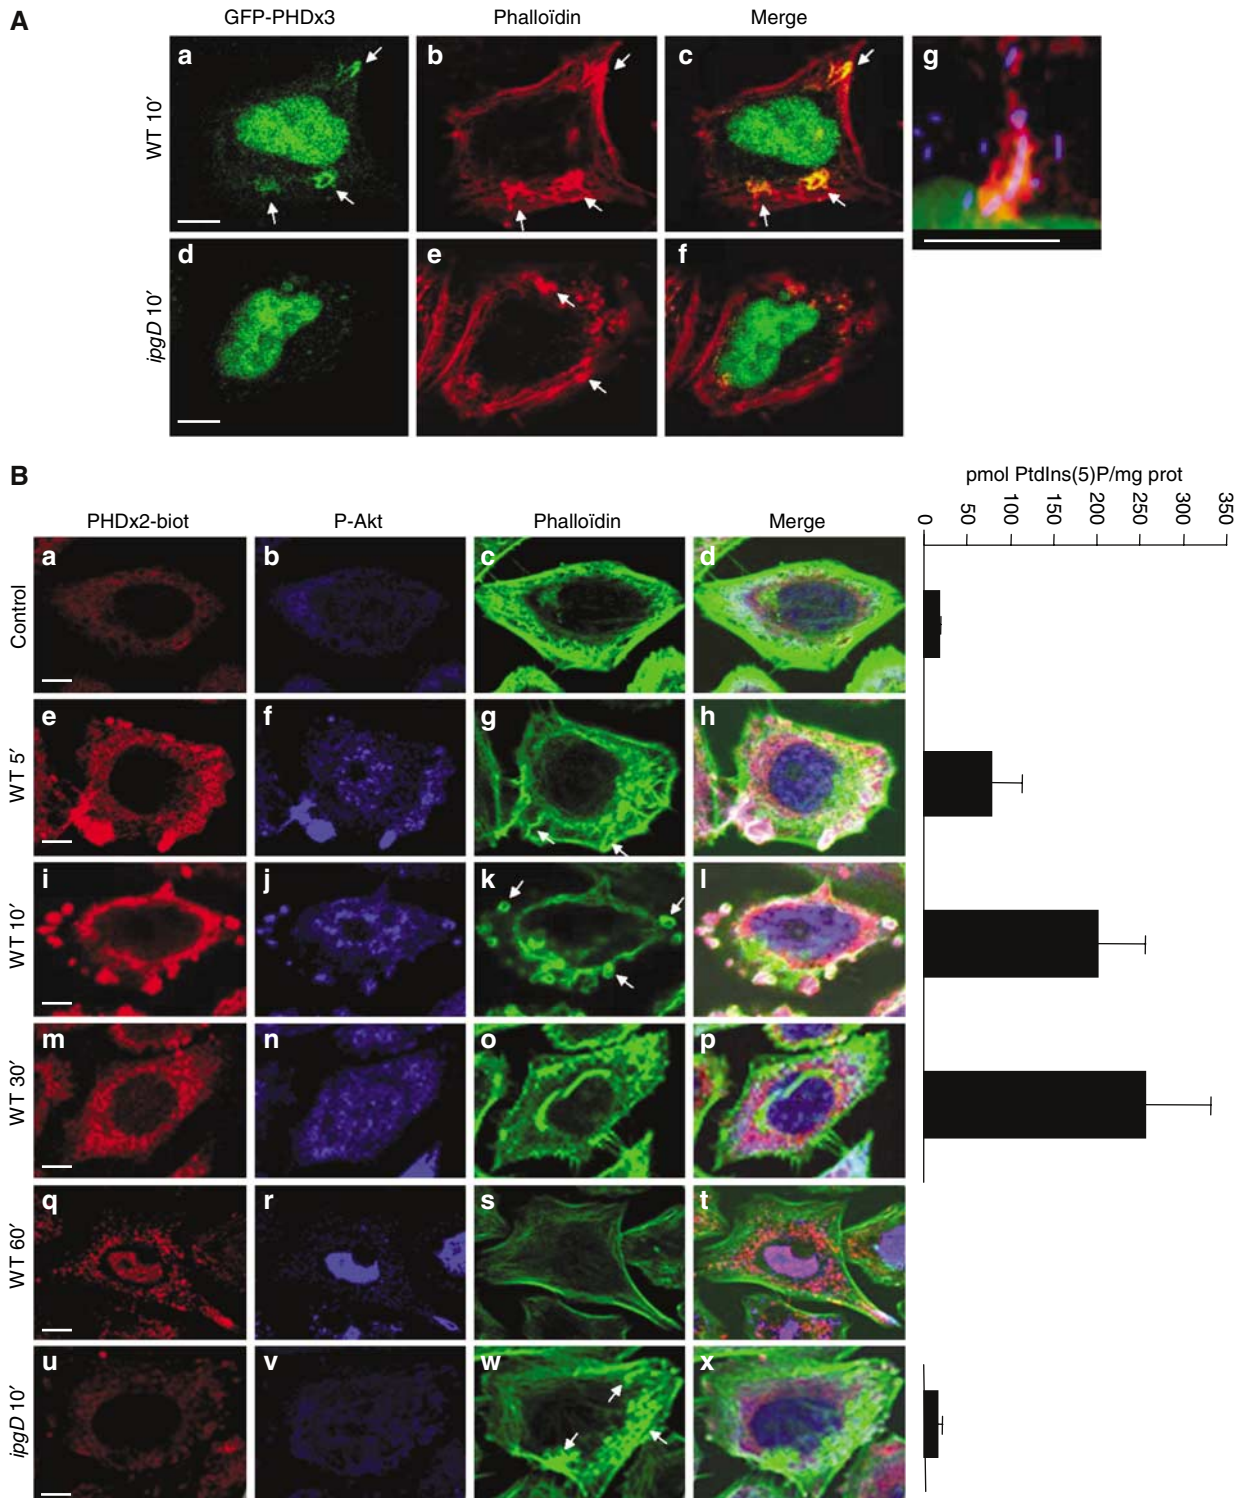 A
GFP-PHDx3 Phalloïdin Merge
WT 10′
a b c g
ipgD 10′
d e f
B
pmol PtdIns(5)P/mg prot
0 50 100 150 200 250 300 350
PHDx2-biot P-Akt Phalloïdin Merge
Control
a b c d
WT 5′
e f g h
WT 10′
i j k l
WT 30′
m n o p
WT 60′
q r s t
ipgD 10′
u v w x